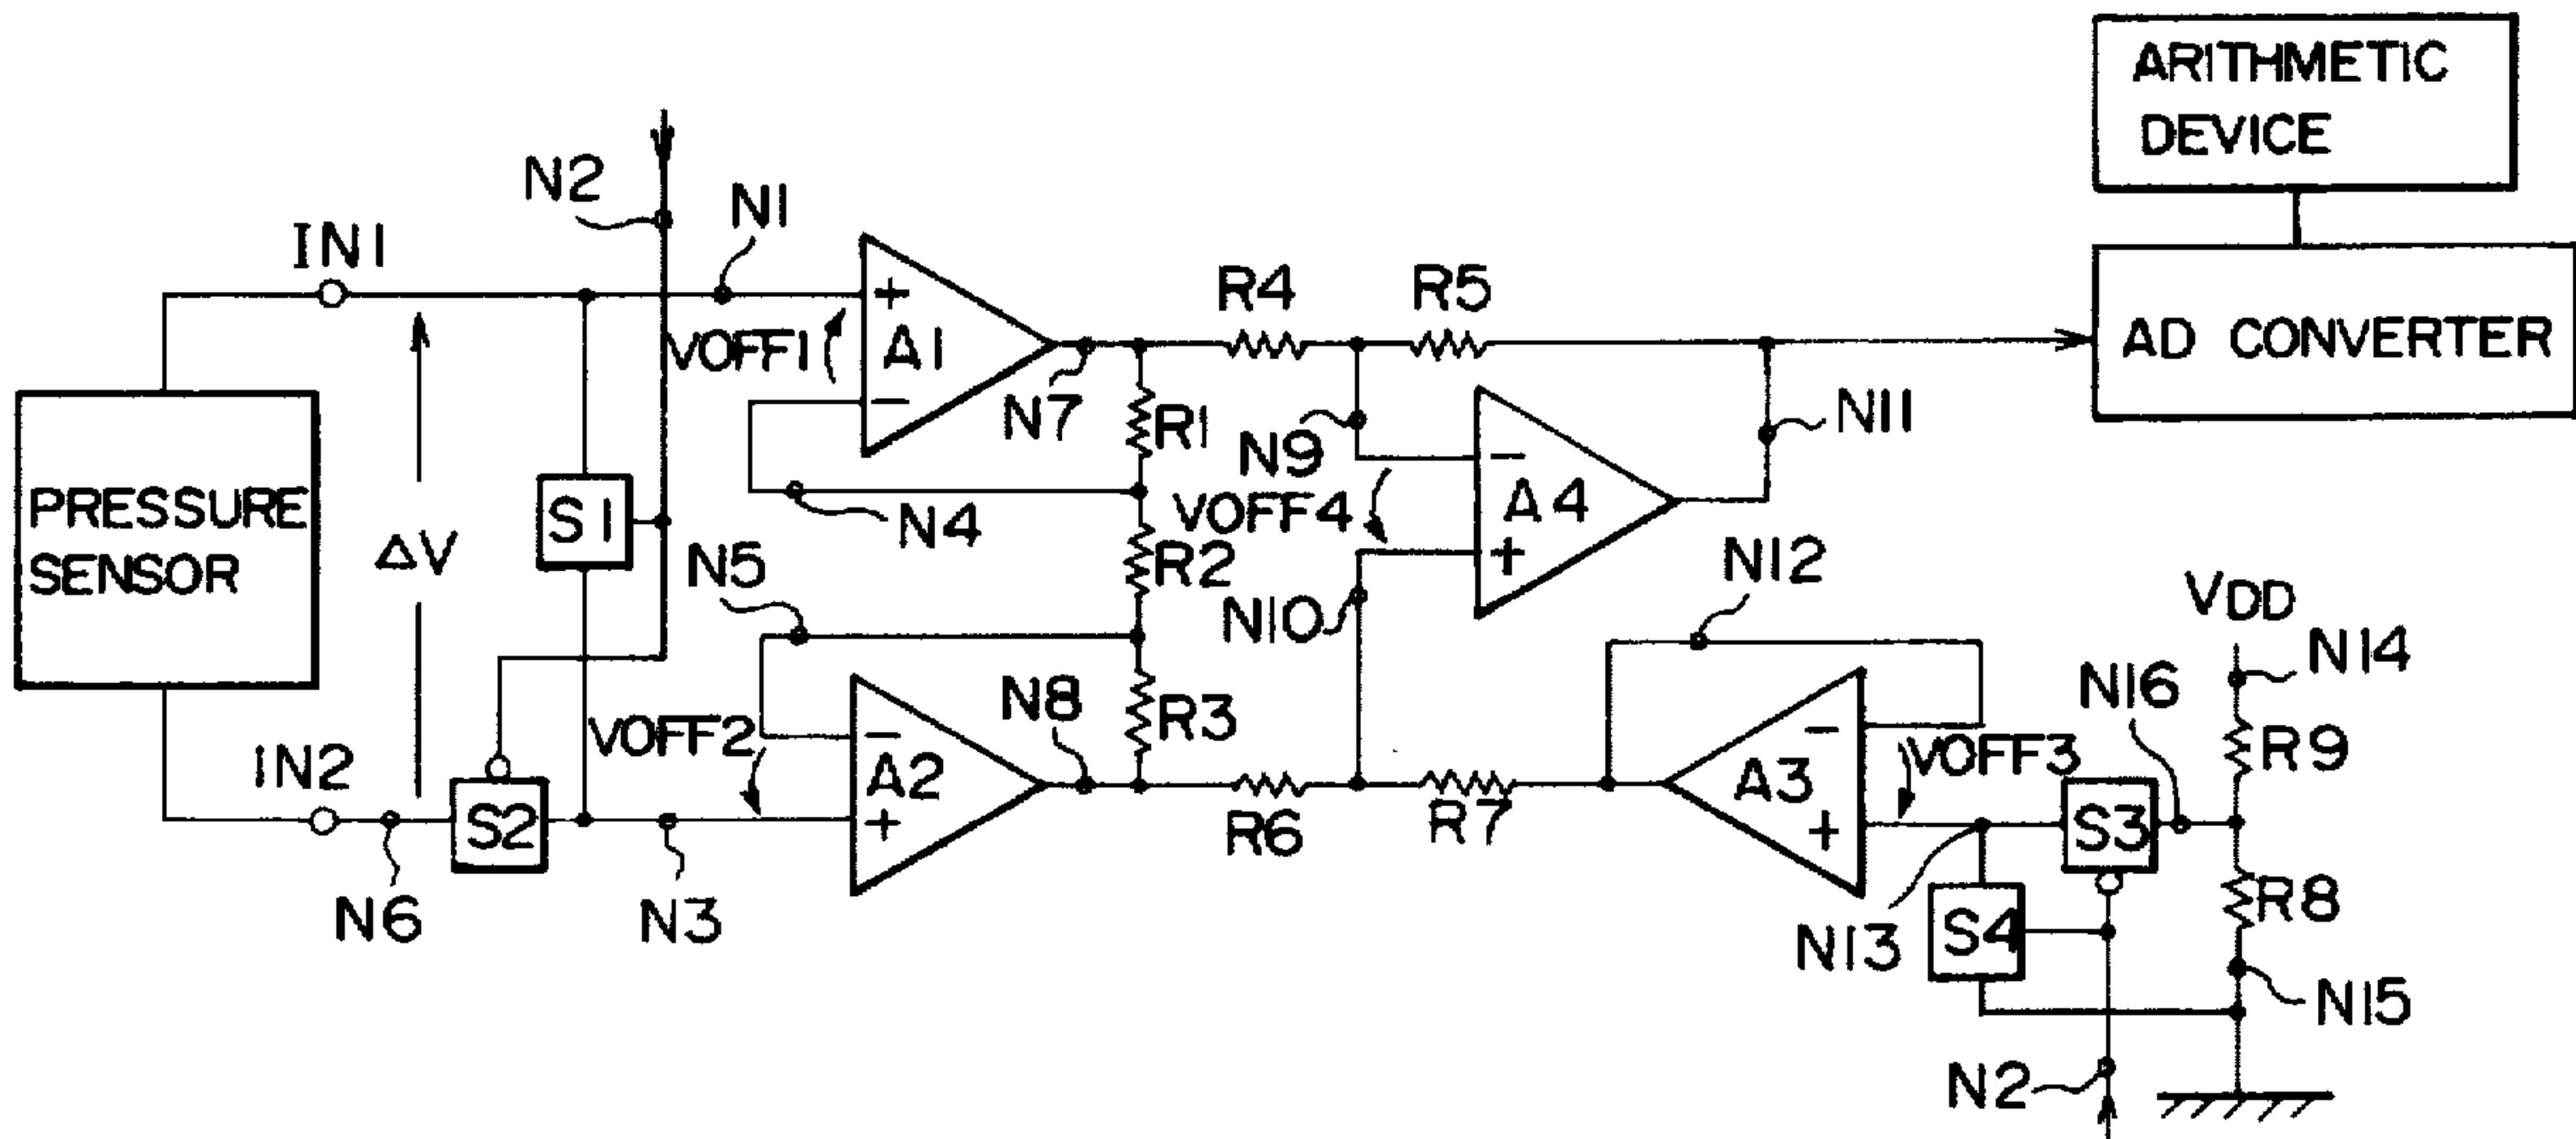 ARITHMETIC
DEVICE
N2
N1
IN1
R4
R5
VOFF1
+
A1
−
AD CONVERTER
N7
R1
N9
N11
PRESSURE
SENSOR
ΔV
S1
N4
VOFF4
−
A4
+
N5
R2
N10
N12
VDD
N14
N16
IN2
VOFF2
−
A2
+
N8
R3
−
A3
+
VOFF3
R9
S2
R6
R7
S3
N6
N3
N13
S4
R8
N15
N2